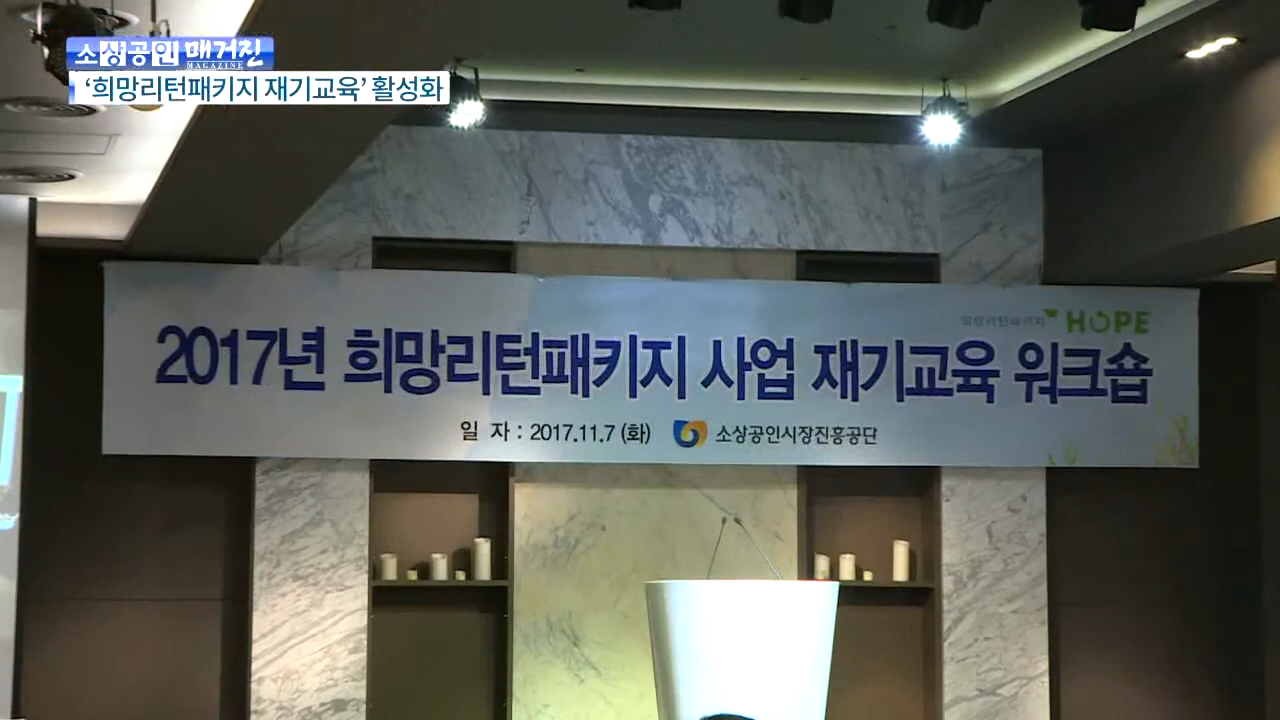 소상공인 매거진
MAGAZINE
‘희망리턴패키지 재기교육’ 활성화
희망리턴패키지 HOPE
2017년 희망리턴패키지 사업 재기교육 워크숍
일 자 : 2017.11.7 (화) 소상공인시장진흥공단